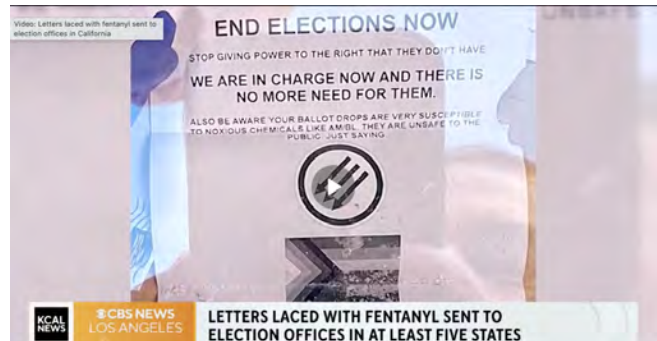 Video: Letters laced with fentanyl sent to
election offices in California
END ELECTIONS NOW
STOP GIVING POWER TO THE RIGHT THAT THEY DON'T HAVE
WE ARE IN CHARGE NOW AND THERE IS
NO MORE NEED FOR THEM.
ALSO BE AWARE YOUR BALLOT DROPS ARE VERY SUSCEPTIBLE
TO NOXIOUS CHEMICALS LIKE AM/BL. THEY ARE UNSAFE TO THE
PUBLIC. JUST SAYING
KCAL
NEWS
CBS NEWS
LOS ANGELES
LETTERS LACED WITH FENTANYL SENT TO
ELECTION OFFICES IN AT LEAST FIVE STATES